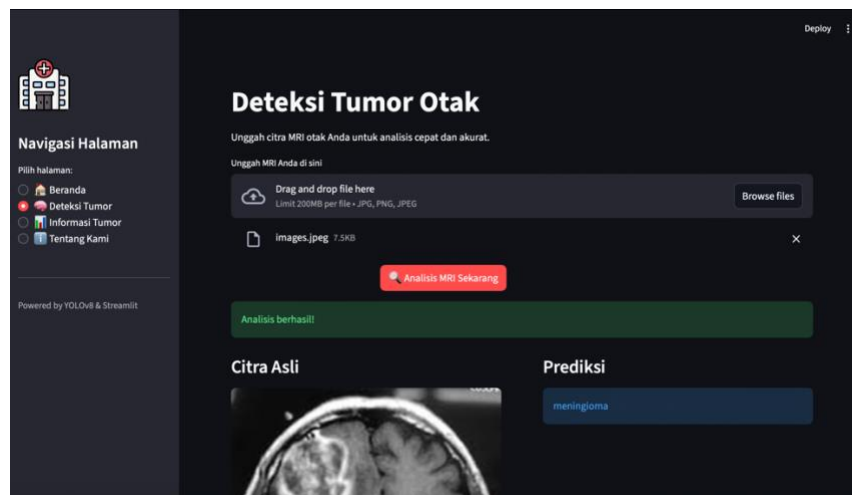 Deploy
Navigasi Halaman
Pilih halaman:
Beranda
Deteksi Tumor
Informasi Tumor
Tentang Kami
Powered by YOLOv8 & Streamlit
Deteksi Tumor Otak
Unggah citra MRI otak Anda untuk analisis cepat dan akurat.
Unggah MRI Anda di sini
Drag and drop file here
Limit 200MB per file • JPG, PNG, JPEG
Browse files
images.jpeg 7.5KB
Analisis MRI Sekarang
Analisis berhasil!
Citra Asli
Prediksi
meningioma